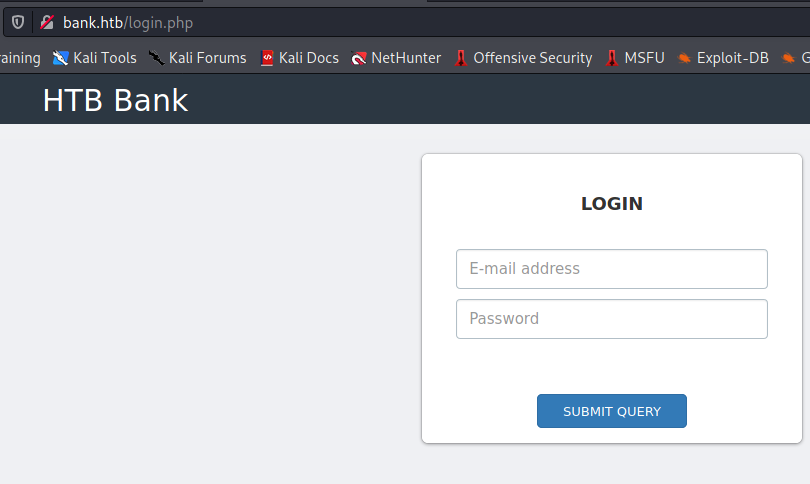 bank.htb/login.php
raining Kali Tools Kali Forums Kali Docs NetHunter Offensive Security MSFU Exploit-DB G
HTB Bank
LOGIN
E-mail address
Password
SUBMIT QUERY